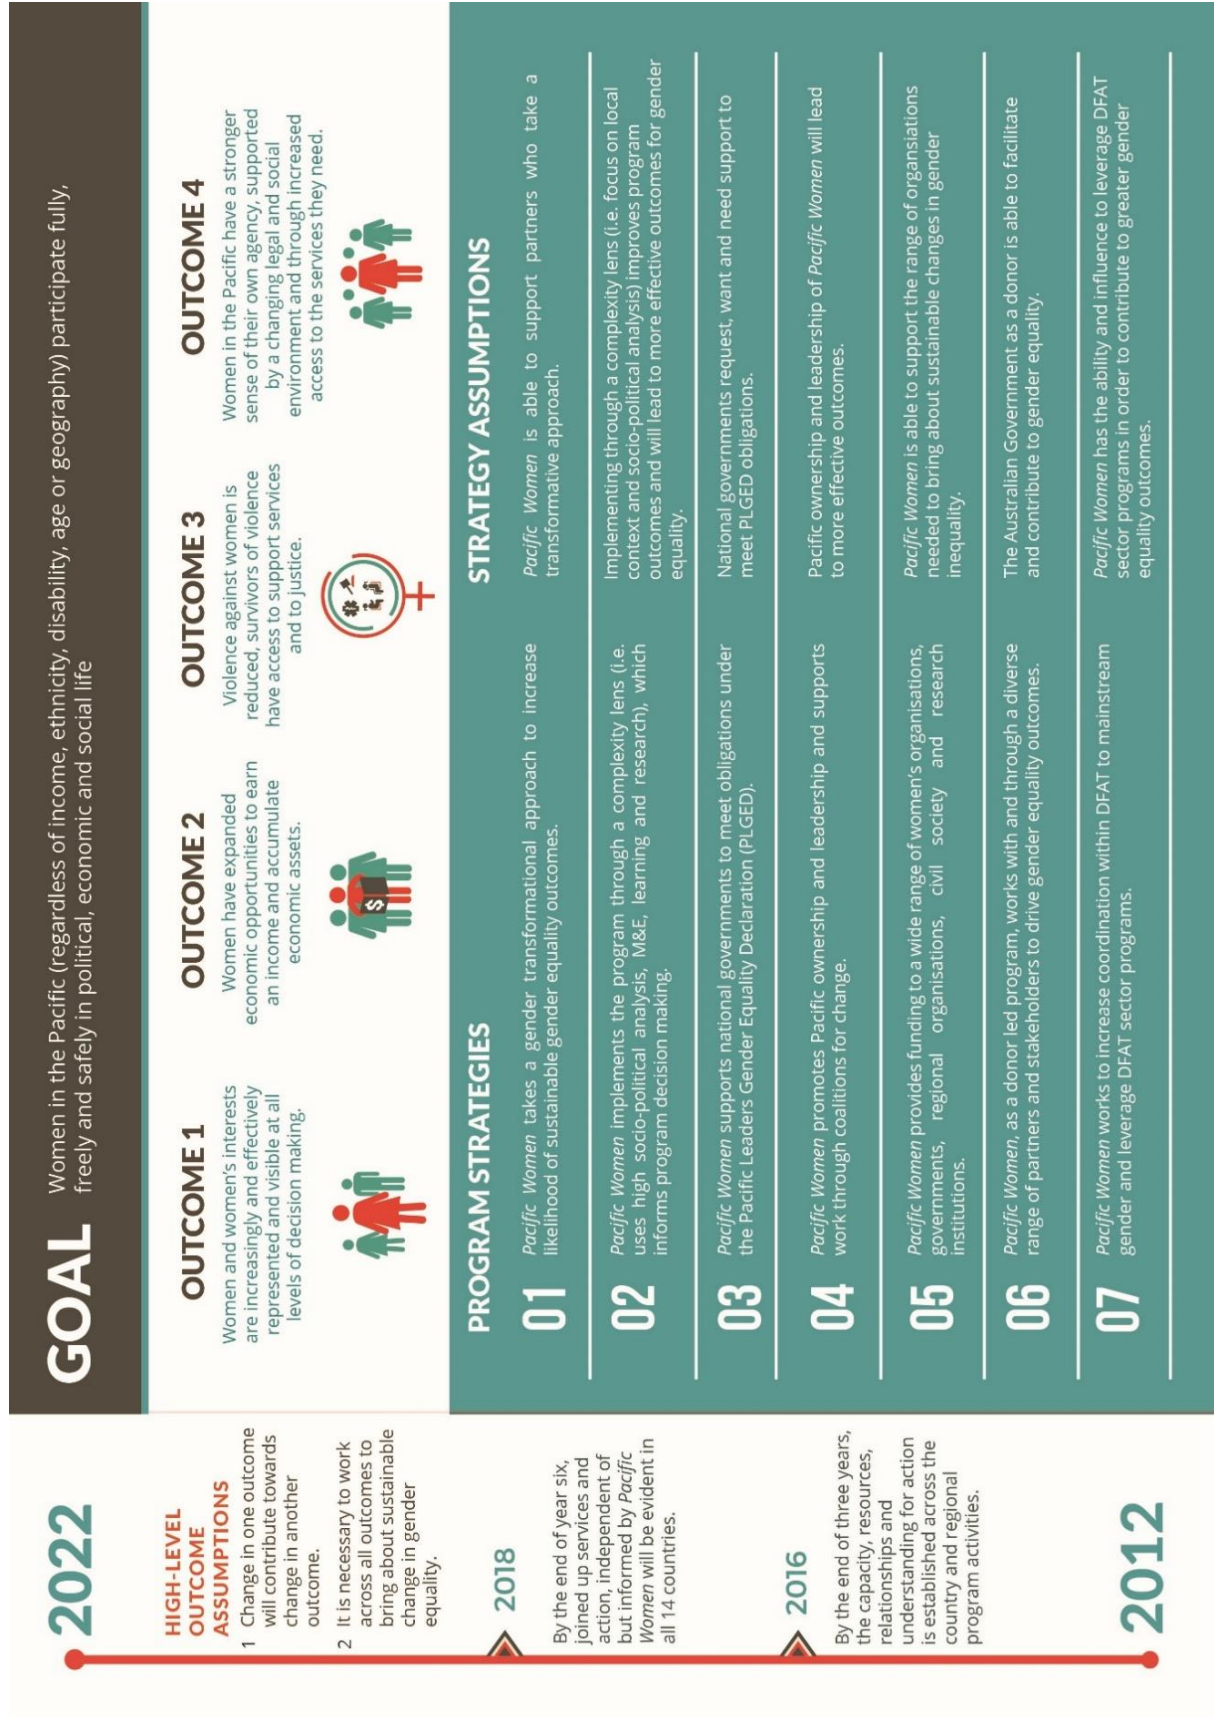 2022
HIGH-LEVEL
OUTCOME
ASSUMPTIONS
1 Change in one outcome
will contribute towards
change in another
outcome.
2 It is necessary to work
across all outcomes to
bring about sustainable
change in gender
equality.
2018
By the end of year six,
joined up services and
action, independent of
but informed by Pacific
Women will be evident in
all 14 countries.
2016
By the end of three years,
the capacity, resources,
relationships and
understanding for action
is established across the
country and regional
program activities.
2012
GOAL
Women in the Pacific (regardless of income, ethnicity, disability, age or geography) participate fully,
freely and safely in political, economic and social life
OUTCOME 1
Women and women's interests
are increasingly and effectively
represented and visible at all
levels of decision making.
OUTCOME 2
Women have expanded
economic opportunities to earn
an income and accumulate
economic assets.
$
OUTCOME 3
Violence against women is
reduced, survivors of violence
have access to support services
and to justice.
OUTCOME 4
Women in the Pacific have a stronger
sense of their own agency, supported
by a changing legal and social
environment and through increased
access to the services they need.
PROGRAM STRATEGIES
STRATEGY ASSUMPTIONS
01
Pacific Women takes a gender transformational approach to increase
likelihood of sustainable gender equality outcomes.
Pacific Women is able to support partners who take a
transformative approach.
02
Pacific Women implements the program through a complexity lens (i.e.
uses high socio-political analysis, M&E, learning and research), which
informs program decision making.
Implementing through a complexity lens (i.e. focus on local
context and socio-political analysis) improves program
outcomes and will lead to more effective outcomes for gender
equality.
03
Pacific Women supports national governments to meet obligations under
the Pacific Leaders Gender Equality Declaration (PLGED).
National governments request, want and need support to
meet PLGED obligations.
04
Pacific Women promotes Pacific ownership and leadership and supports
work through coalitions for change.
Pacific ownership and leadership of Pacific Women will lead
to more effective outcomes.
05
Pacific Women provides funding to a wide range of women's organisations,
governments, regional organisations, civil society and research
institutions.
Pacific Women is able to support the range of organsiations
needed to bring about sustainable changes in gender
inequality.
06
Pacific Women, as a donor led program, works with and through a diverse
range of partners and stakeholders to drive gender equality outcomes.
The Australian Government as a donor is able to facilitate
and contribute to gender equality.
07
Pacific Women works to increase coordination within DFAT to mainstream
gender and leverage DFAT sector programs.
Pacific Women has the ability and influence to leverage DFAT
sector programs in order to contribute to greater gender
equality outcomes.